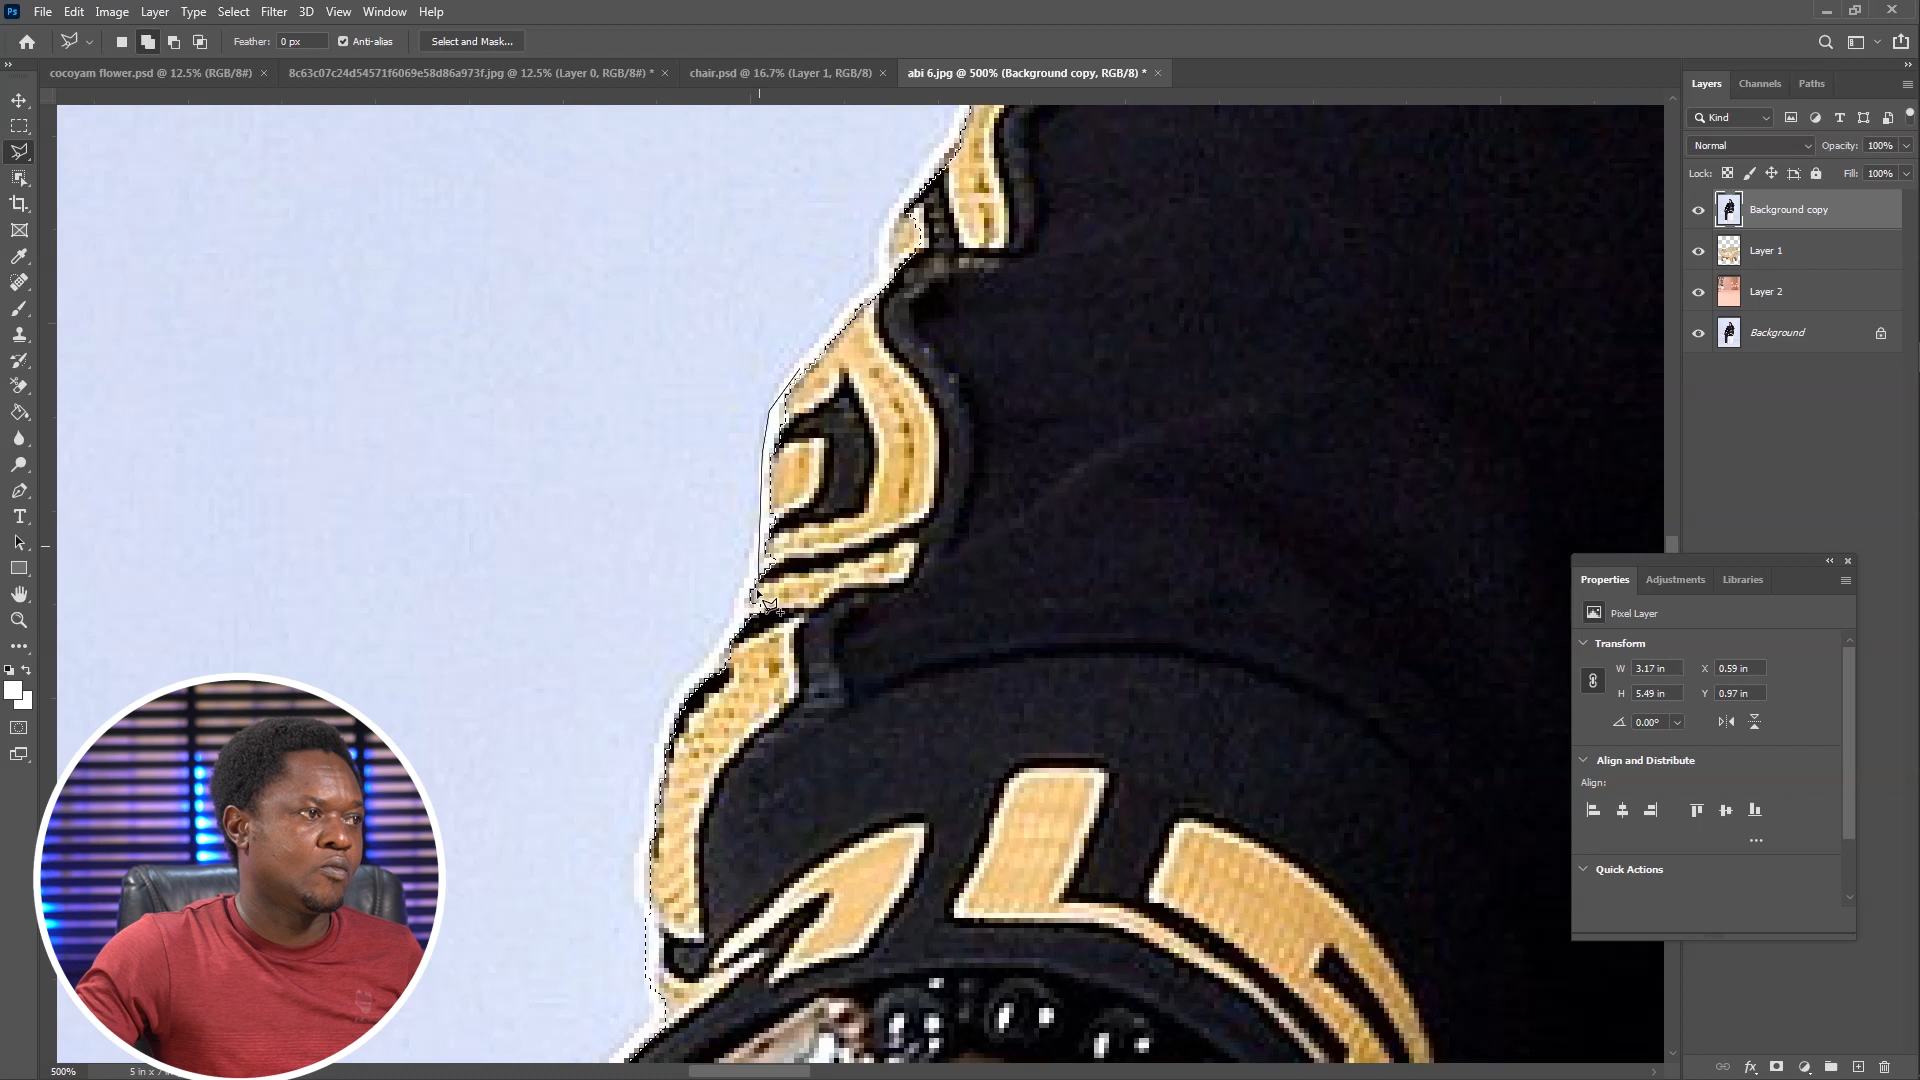 Ps File Edit Image Layer Type Select Filter 3D View Window Help
Feather: 0 px Anti-alias Select and Mask...
cocoyam flower.psd @ 12.5% (RGB/8#) × 8c63c07c24d54571f6069e58d86a973f.jpg @ 12.5% (Layer 0, RGB/8#) * × chair.psd @ 16.7% (Layer 1, RGB/8) × abi 6.jpg @ 500% (Background copy, RGB/8) * ×
Layers Channels Paths
Kind
Normal Opacity: 100%
Lock: Fill: 100%
Background copy
Layer 1
Layer 2
Background
Properties Adjustments Libraries
Pixel Layer
Transform
W 3.17 in X 0.59 in
H 5.49 in Y 0.97 in
0.00°
Align and Distribute
Align:
Quick Actions
500% 5 in x